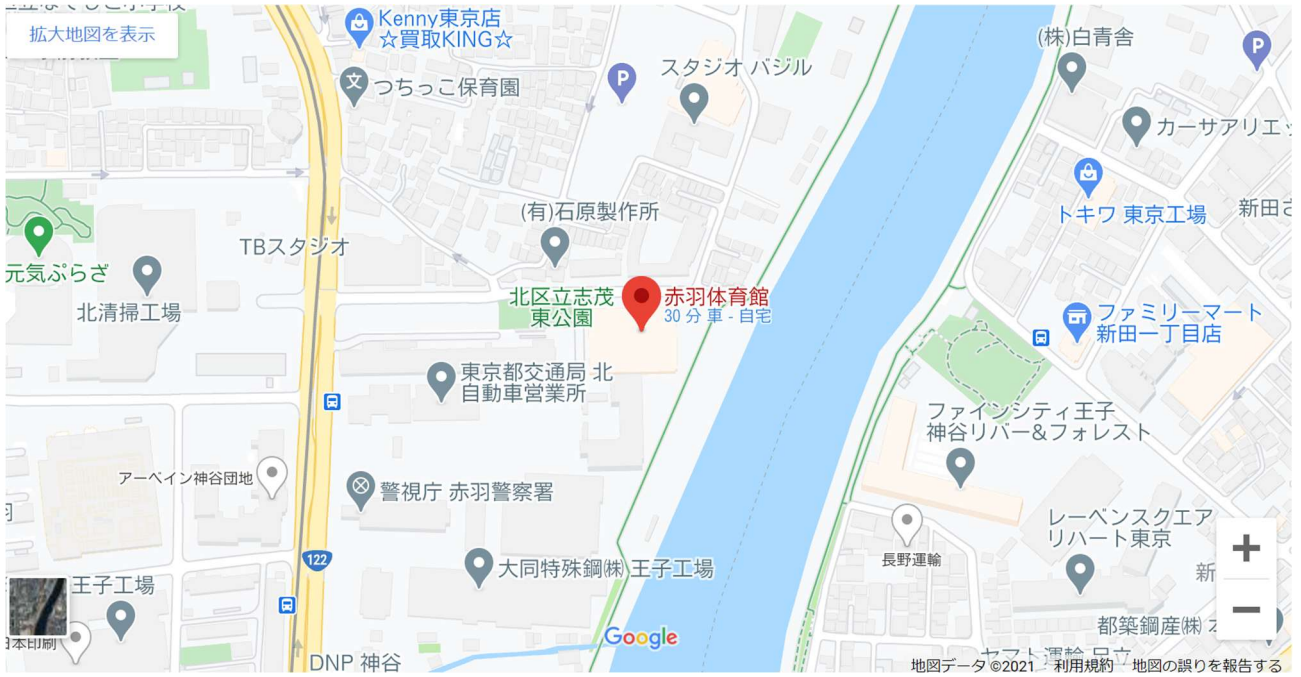 拡大地図を表示
Kenny東京店
☆買取KING☆
つちっこ保育園
スタジオ バジル
(株)白青舎
カーサアリエッ
トキワ 東京工場
新田さ
(有)石原製作所
TBスタジオ
元気ぷらざ
北清掃工場
北区立志茂
東公園
赤羽体育館
30 分 車 - 自宅
ファミリーマート
新田一丁目店
東京都交通局 北
自動車営業所
ファインシティ王子
神谷リバー&フォレスト
アーベイン神谷団地
警視庁 赤羽警察署
レーベンスクエア
リハート東京
長野運輸
122
大同特殊鋼㈱ 王子工場
新
王子工場
都築鋼産㈱
日本印刷
Google
DNP 神谷
ヤマト運輸 足立
地図データ ©2021 利用規約 地図の誤りを報告する